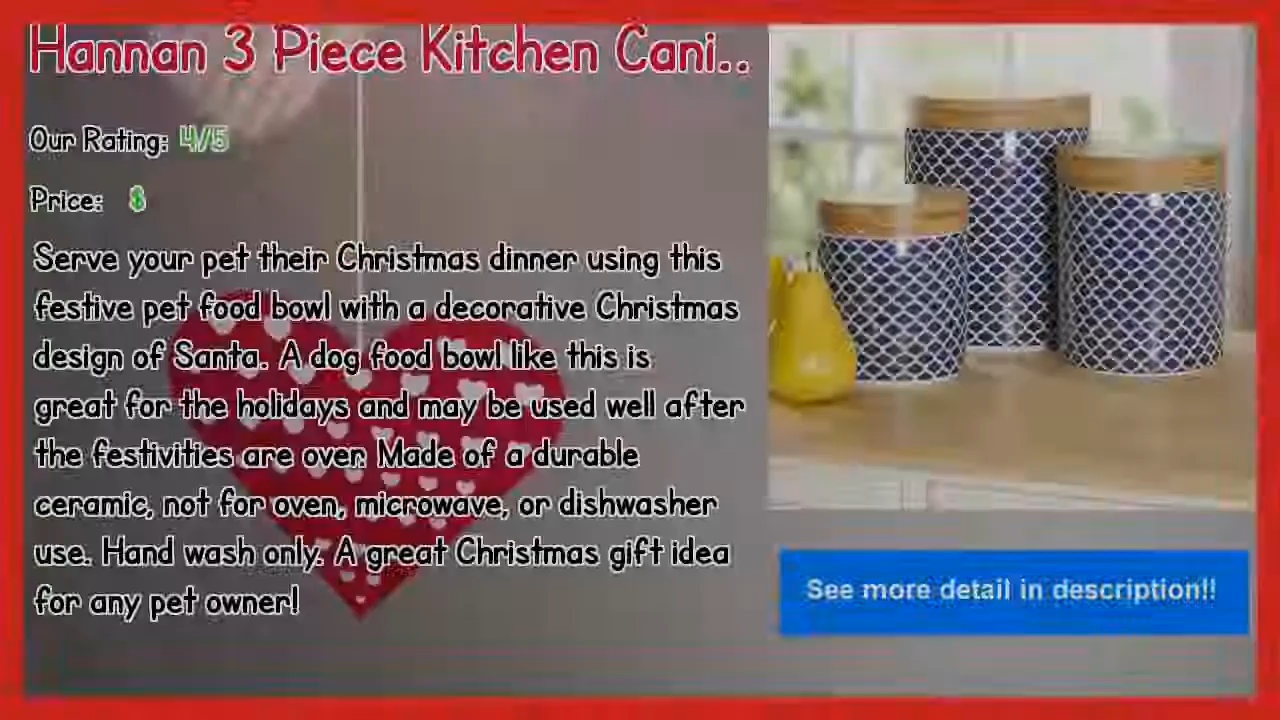 Hannan 3 Piece Kitchen Cani..
Our Rating: 4/5
Price: $
Serve your pet their Christmas dinner using this
festive pet food bowl with a decorative Christmas
design of Santa. A dog food bowl like this is
great for the holidays and may be used well after
the festivities are over. Made of a durable
ceramic, not for oven, microwave, or dishwasher
use. Hand wash only. A great Christmas gift idea
for any pet owner!
See more detail in description!!